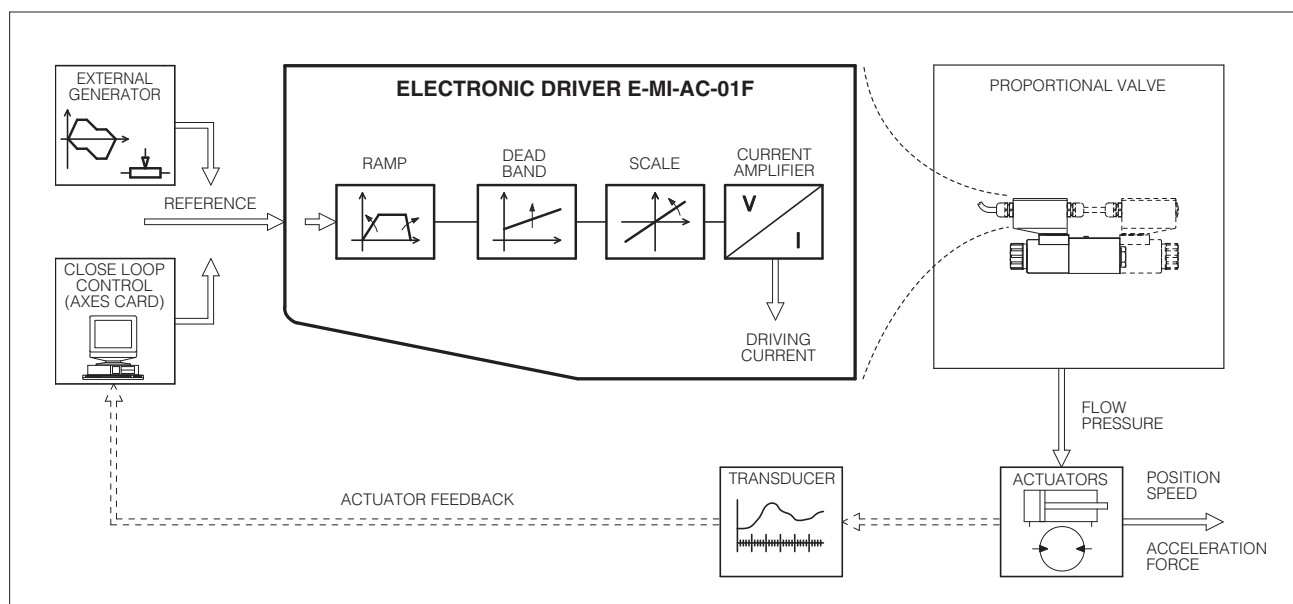 EXTERNAL
GENERATOR
REFERENCE
CLOSE LOOP
CONTROL
(AXES CARD)
ELECTRONIC DRIVER E-MI-AC-01F
RAMP
DEAD
BAND
SCALE
CURRENT
AMPLIFIER
V
I
DRIVING
CURRENT
PROPORTIONAL VALVE
FLOW
PRESSURE
ACTUATORS
POSITION
SPEED
ACCELERATION
FORCE
TRANSDUCER
ACTUATOR FEEDBACK